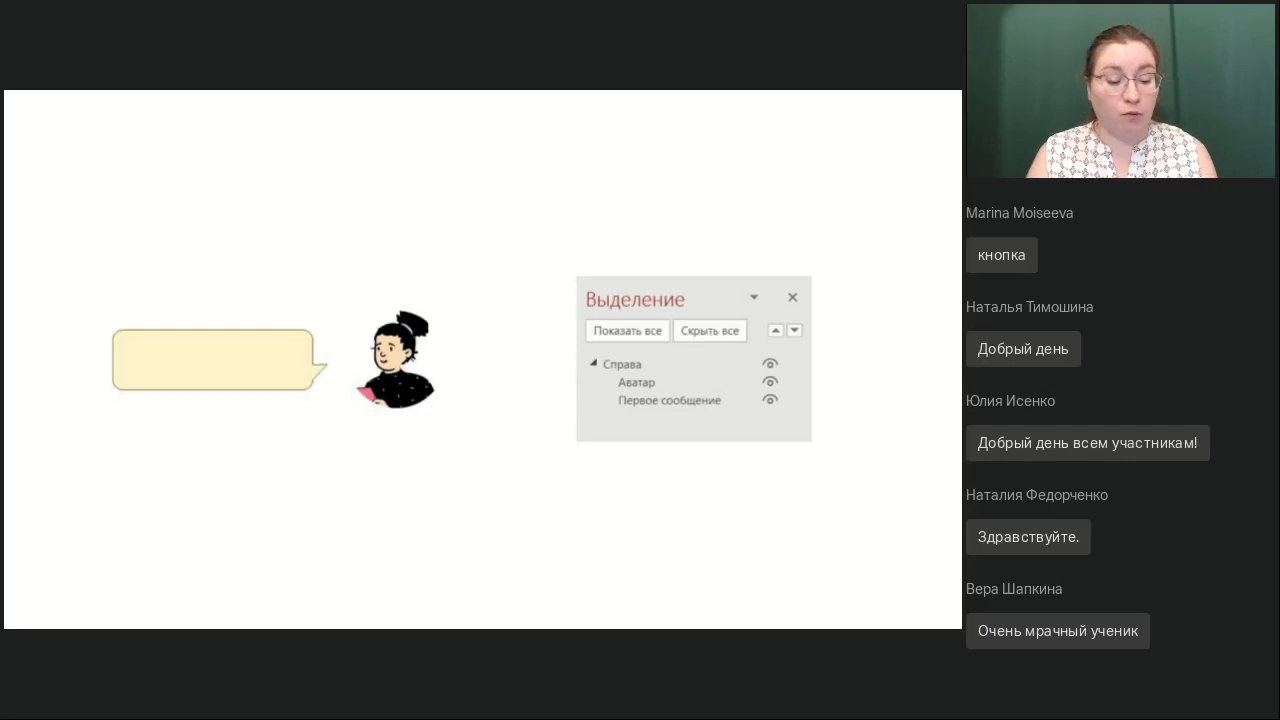 Выделение
Показать все
Скрыть все
Справа
Аватар
Первое сообщение
Marina Moiseeva
кнопка
Наталья Тимошина
Добрый день
Юлия Исенко
Добрый день всем участникам!
Наталия Федорченко
Здравствуйте.
Вера Шапкина
Очень мрачный ученик